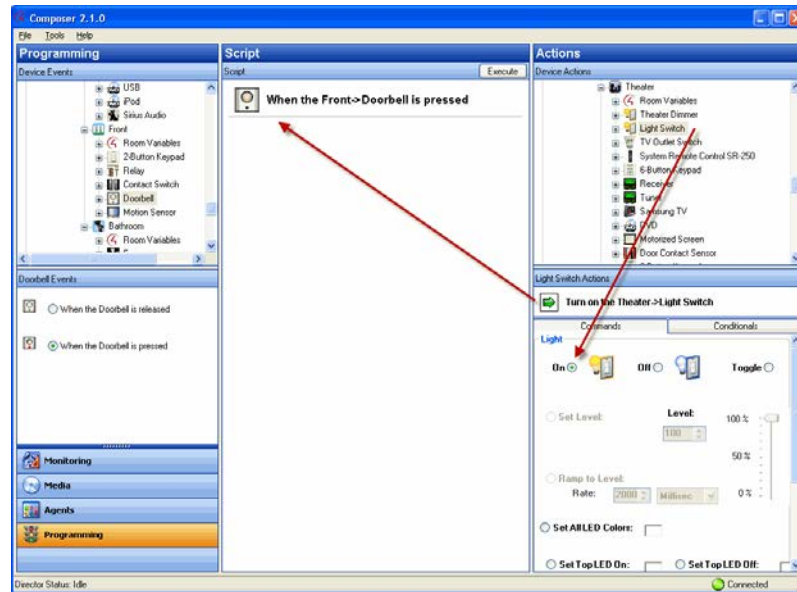 Composer 2.1.0
File Tools Help
Programming
Device Events
USB
iPod
Sirius Audio
Front
Room Variables
2-Button Keypad
Relay
Contact Switch
Doorbell
Motion Sensor
Bathroom
Room Variables
Doorbell Events
When the Doorbell is released
When the Doorbell is pressed
Monitoring
Media
Agents
Programming
Director Status: Idle
Script
Script Execute
When the Front->Doorbell is pressed
Actions
Device Actions
Theater
Room Variables
Theater Dimmer
Light Switch
TV Outlet Switch
System Remote Control SR-250
6-Button Keypad
Receiver
Tuner
Samsung TV
DVD
Motorized Screen
Door Contact Sensor
Light Switch Actions
Turn on the Theater->Light Switch
Commands Conditionals
Light
On Off Toggle
Set Level: Level: 100 %
100
50 %
Ramp to Level:
Rate: 2000 Millisec 0 %
Set All LED Colors:
Set Top LED On: Set Top LED Off:
Connected